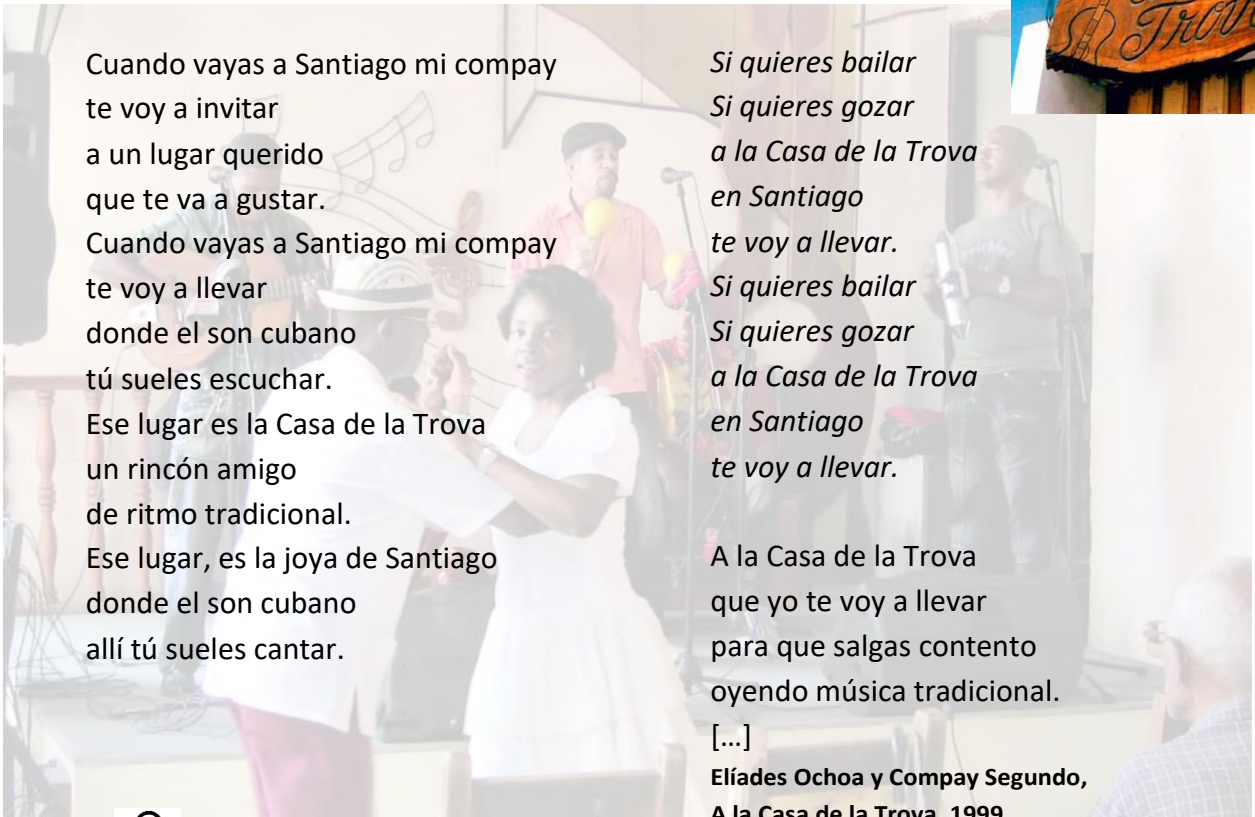 Cuando vayas a Santiago mi compay
te voy a invitar
a un lugar querido
que te va a gustar.
Cuando vayas a Santiago mi compay
te voy a llevar
donde el son cubano
tú sueles escuchar.
Ese lugar es la Casa de la Trova
un rincón amigo
de ritmo tradicional.
Ese lugar, es la joya de Santiago
donde el son cubano
allí tú sueles cantar.
Si quieres bailar
Si quieres gozar
a la Casa de la Trova
en Santiago
te voy a llevar.
Si quieres bailar
Si quieres gozar
a la Casa de la Trova
en Santiago
te voy a llevar.
A la Casa de la Trova
que yo te voy a llevar
para que salgas contento
oyendo música tradicional.
[…]
Elíades Ochoa y Compay Segundo,
A la Casa de la Trova, 1999